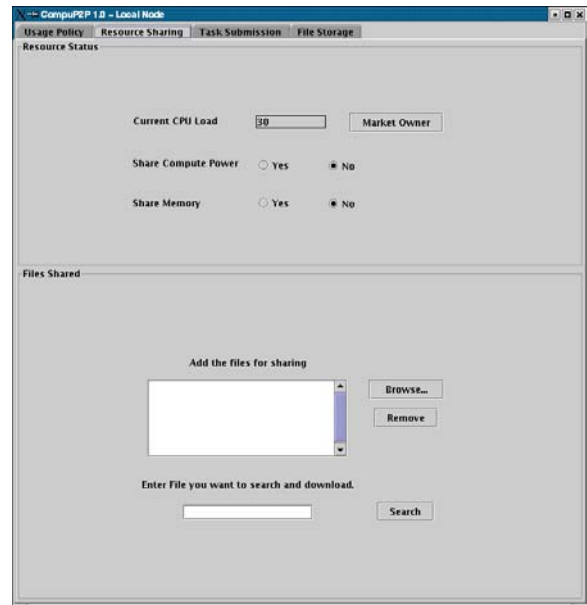 CompuP2P 1.0 - Local Node
Usage Policy Resource Sharing Task Submission File Storage
Resource Status
Current CPU Load 30 Market Owner
Share Compute Power Yes No
Share Memory Yes No
Files Shared
Add the files for sharing
Browse...
Remove
Enter File you want to search and download.
Search